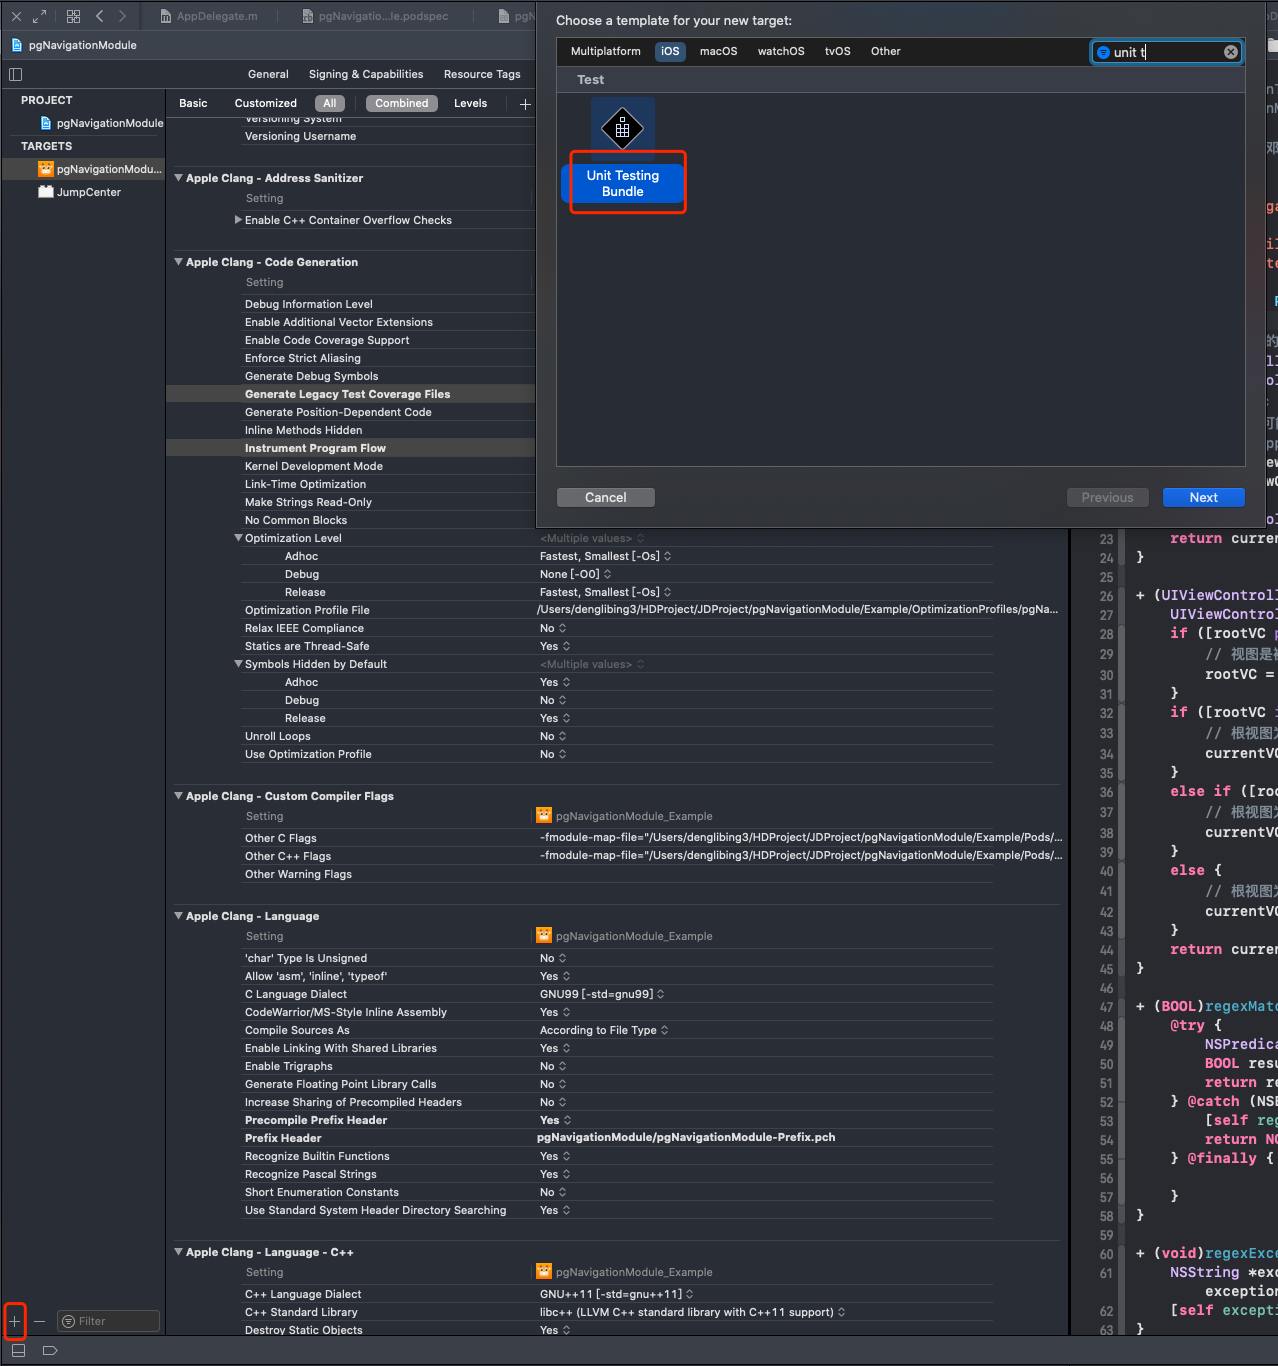 AppDelegate.m
pgNavigatio...le.podspec
pgNavigationModule
General
Signing & Capabilities
Resource Tags
PROJECT
pgNavigationModule
TARGETS
pgNavigationModu...
JumpCenter
Basic
Customized
All
Combined
Levels
Versioning System
Versioning Username
Apple Clang - Address Sanitizer
Setting
Enable C++ Container Overflow Checks
Apple Clang - Code Generation
Setting
Debug Information Level
Enable Additional Vector Extensions
Enable Code Coverage Support
Enforce Strict Aliasing
Generate Debug Symbols
Generate Legacy Test Coverage Files
Generate Position-Dependent Code
Inline Methods Hidden
Instrument Program Flow
Kernel Development Mode
Link-Time Optimization
Make Strings Read-Only
No Common Blocks
Optimization Level <Multiple values>
Adhoc Fastest, Smallest [-Os]
Debug None [-O0]
Release Fastest, Smallest [-Os]
Optimization Profile File /Users/denglibing3/HDProject/JDProject/pgNavigationModule/Example/OptimizationProfiles/pgNa...
Relax IEEE Compliance No
Statics are Thread-Safe Yes
Symbols Hidden by Default <Multiple values>
Adhoc Yes
Debug No
Release Yes
Unroll Loops No
Use Optimization Profile No
Apple Clang - Custom Compiler Flags
Setting pgNavigationModule_Example
Other C Flags -fmodule-map-file="/Users/denglibing3/HDProject/JDProject/pgNavigationModule/Example/Pods/...
Other C++ Flags -fmodule-map-file="/Users/denglibing3/HDProject/JDProject/pgNavigationModule/Example/Pods/...
Other Warning Flags
Apple Clang - Language
Setting pgNavigationModule_Example
'char' Type Is Unsigned No
Allow 'asm', 'inline', 'typeof' Yes
C Language Dialect GNU99 [-std=gnu99]
CodeWarrior/MS-Style Inline Assembly Yes
Compile Sources As According to File Type
Enable Linking With Shared Libraries Yes
Enable Trigraphs No
Generate Floating Point Library Calls No
Increase Sharing of Precompiled Headers No
Precompile Prefix Header Yes
Prefix Header pgNavigationModule/pgNavigationModule-Prefix.pch
Recognize Builtin Functions Yes
Recognize Pascal Strings Yes
Short Enumeration Constants No
Use Standard System Header Directory Searching Yes
Apple Clang - Language - C++
Setting pgNavigationModule_Example
C++ Language Dialect GNU++11 [-std=gnu++11]
C++ Standard Library libc++ (LLVM C++ standard library with C++11 support)
Destroy Static Objects Yes
Filter
Choose a template for your new target:
Multiplatform
iOS
macOS
watchOS
tvOS
Other
unit t
Test
Unit Testing
Bundle
Cancel
Previous
Next
23 return curren
24 }
25
26 + (UIViewControll
27 UIViewControl
28 if ([rootVC p
29 // 视图是被
30 rootVC =
31 }
32 if ([rootVC i
33 // 根视图为
34 currentVC
35 }
36 else if ([roo
37 // 根视图为
38 currentVC
39 }
40 else {
41 // 根视图为
42 currentVC
43 }
44 return curren
45 }
46
47 + (BOOL)regexMatc
48 @try {
49 NSPredica
50 BOOL resu
51 return re
52 } @catch (NSE
53 [self reg
54 return NO
55 } @finally {
56
57 }
58 }
59
60 + (void)regexExce
61 NSString *exc
exception
62 [self excepti
63 }